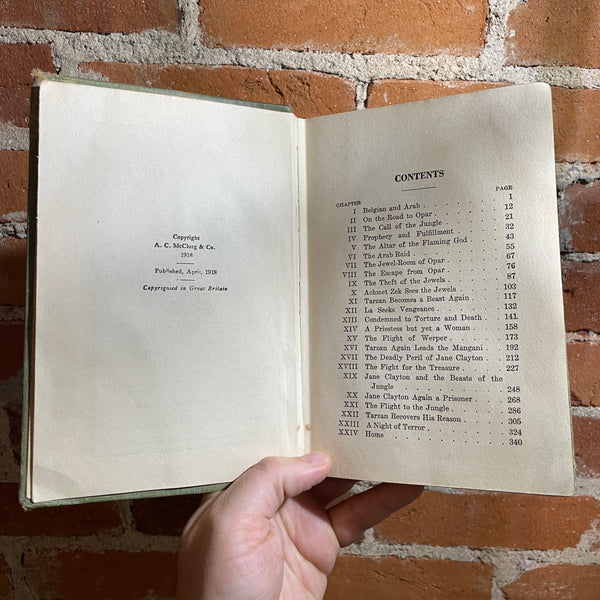 Copyright
A. C. McClurg & Co.
1918
Published, April, 1918
Copyrighted in Great Britain
CONTENTS
CHAPTER PAGE
I Belgian and Arab . . . . . . . . 1
II On the Road to Opar . . . . . . . . 12
III The Call of the Jungle . . . . . . . . 21
IV Prophecy and Fulfillment . . . . . . . . 32
V The Altar of the Flaming God . . . . . . 43
VI The Arab Raid . . . . . . . . 55
VII The Jewel-Room of Opar . . . . . . . 67
VIII The Escape from Opar . . . . . . . 76
IX The Theft of the Jewels . . . . . . . 87
X Achmet Zek Sees the Jewels . . . . . . 103
XI Tarzan Becomes a Beast Again . . . . . 117
XII La Seeks Vengeance . . . . . . . 132
XIII Condemned to Torture and Death . . . . 141
XIV A Priestess but yet a Woman . . . . . 158
XV The Flight of Werper . . . . . . . 173
XVI Tarzan Again Leads the Mangani . . . . 192
XVII The Deadly Peril of Jane Clayton . . . . 212
XVIII The Fight for the Treasure . . . . . . 227
XIX Jane Clayton and the Beasts of the
Jungle . . . . . . . . 248
XX Jane Clayton Again a Prisoner . . . . . 268
XXI The Flight to the Jungle . . . . . . 286
XXII Tarzan Recovers His Reason . . . . . . 305
XXIII A Night of Terror . . . . . . . . 324
XXIV Home . . . . . . . . 340